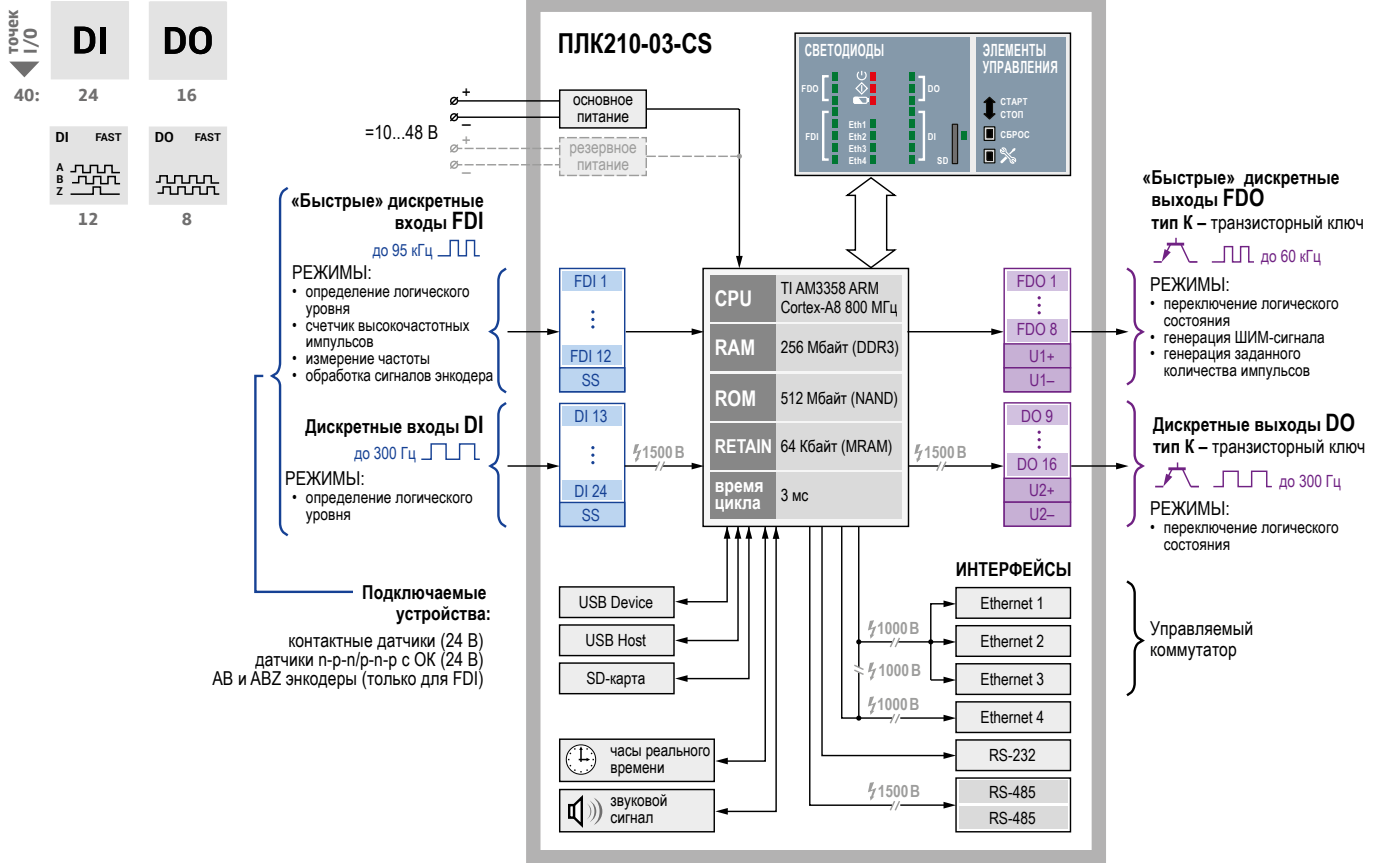 точек
I/O
DI
DO
40:
24
16
DI FAST
A
B
Z
DO FAST
12
8
ПЛК210-03-CS
=10...48 В
+
–
основное
питание
+
–
резервное
питание
СВЕТОДИОДЫ
FDO
DO
FDI
Eth1
Eth2
Eth3
Eth4
DI
SD
ЭЛЕМЕНТЫ
УПРАВЛЕНИЯ
СТАРТ
СТОП
СБРОС
«Быстрые» дискретные
входы FDI
до 95 кГц
РЕЖИМЫ:
• определение логического
уровня
• счетчик высокочастотных
импульсов
• измерение частоты
• обработка сигналов энкодера
Дискретные входы DI
до 300 Гц
РЕЖИМЫ:
• определение логического
уровня
Подключаемые
устройства:
контактные датчики (24 В)
датчики n-p-n/p-n-p с ОК (24 В)
AB и ABZ энкодеры (только для FDI)
FDI 1
FDI 12
SS
DI 13
DI 24
SS
1500 В
CPU
TI AM3358 ARM
Cortex-A8 800 МГц
RAM
256 Мбайт (DDR3)
ROM
512 Мбайт (NAND)
RETAIN
64 Кбайт (MRAM)
время
цикла
3 мс
1500 В
FDO 1
FDO 8
U1+
U1–
DO 9
DO 16
U2+
U2–
«Быстрые» дискретные
выходы FDO
тип К – транзисторный ключ
до 60 кГц
РЕЖИМЫ:
• переключение логического
состояния
• генерация ШИМ-сигнала
• генерация заданного
количества импульсов
Дискретные выходы DO
тип К – транзисторный ключ
до 300 Гц
РЕЖИМЫ:
• переключение логического
состояния
USB Device
USB Host
SD-карта
часы реального
времени
звуковой
сигнал
ИНТЕРФЕЙСЫ
Ethernet 1
1000 В
Ethernet 2
1000 В
Ethernet 3
1000 В
Ethernet 4
RS-232
1500 В
RS-485
RS-485
Управляемый
коммутатор